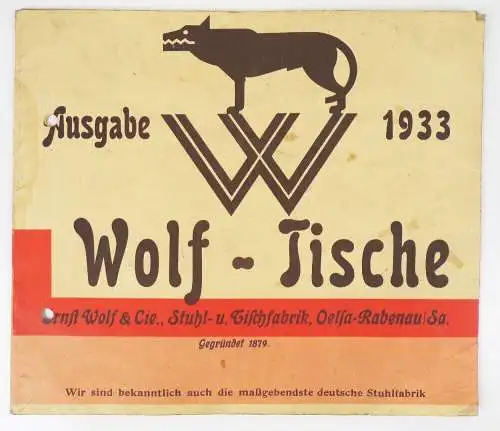 Ausgabe 1933
W
Wolf - Tische
Ernst Wolf & Cie., Stuhl- u. Tischfabrik, Oelsa-Rabenau/Sa.
Gegründet 1879.
Wir sind bekanntlich auch die maßgebendste deutsche Stuhlfabrik